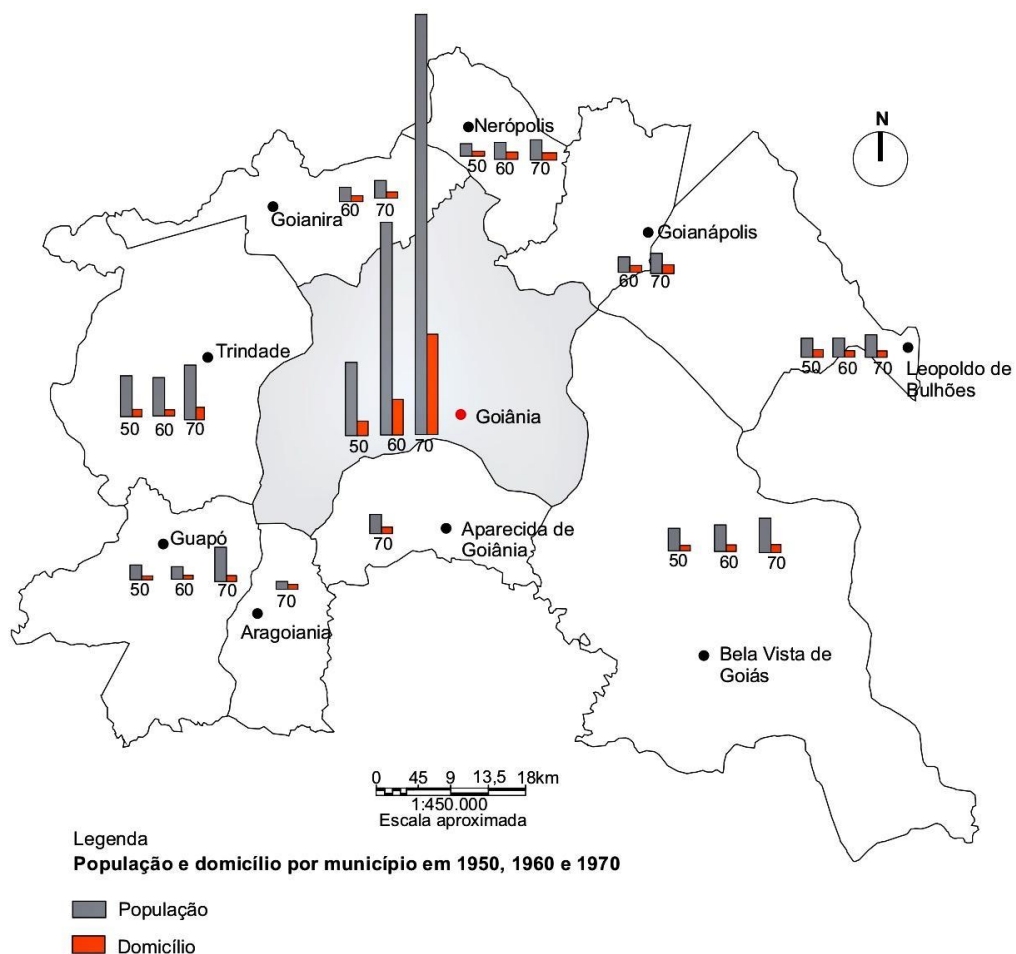 N
Nerópolis
50 60 70
Goianira
60 70
Goianápolis
60 70
Trindade
50 60 70
Leopoldo de
Bulhões
50 60 70
Goiânia
50 60 70
Guapó
50 60 70
Aparecida de
Goiânia
70
Aragoiania
70
50 60 70
Bela Vista de
Goiás
0 45 9 13,5 18km
1:450.000
Escala aproximada
Legenda
População e domicílio por município em 1950, 1960 e 1970
População
Domicílio